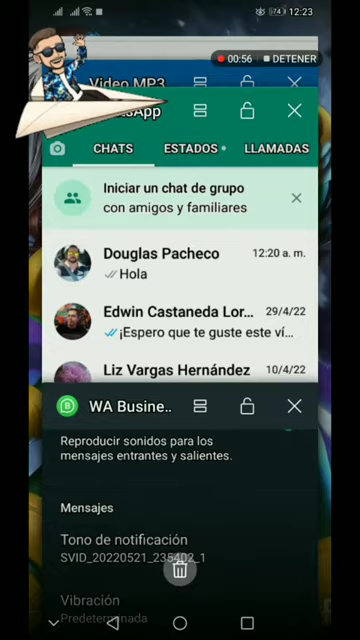 74
12:23
00:56
DETENER
Video MP3
CHATS
ESTADOS
LLAMADAS
Iniciar un chat de grupo
con amigos y familiares
Douglas Pacheco
12:20 a. m.
Hola
Edwin Castaneda Lor...
29/4/22
¡Espero que te guste este ví...
Liz Vargas Hernández
10/4/22
WA Busine..
Reproducir sonidos para los
mensajes entrantes y salientes.
Mensajes
Tono de notificación
SVID_20220521_235402_1
Vibración
Predeterminada